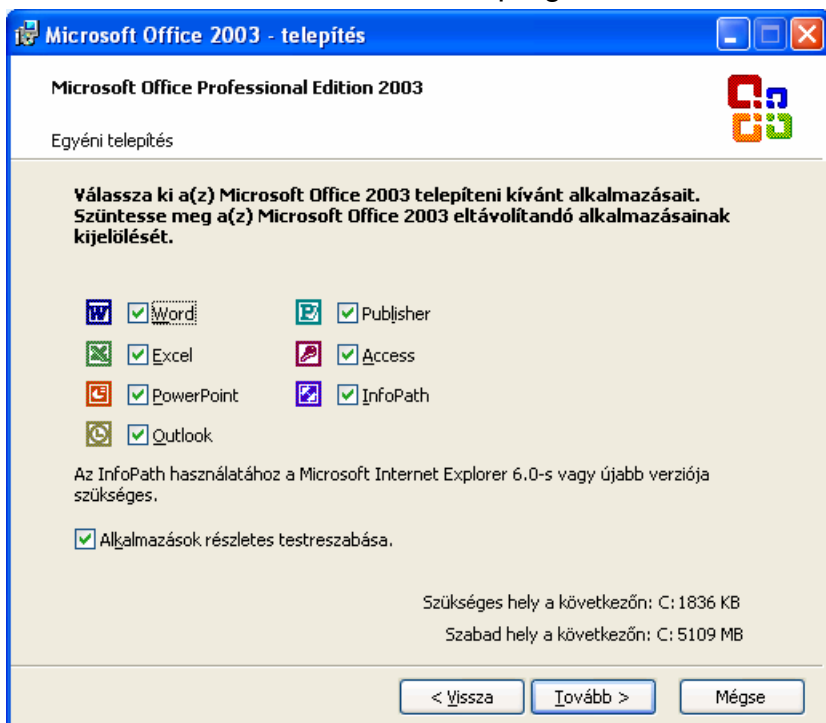 Microsoft Office 2003 - telepítés
Microsoft Office Professional Edition 2003
Egyéni telepítés
Válassza ki a(z) Microsoft Office 2003 telepíteni kívánt alkalmazásait.
Szüntesse meg a(z) Microsoft Office 2003 eltávolítandó alkalmazásainak
kijelölését.
Word
Publisher
Excel
Access
PowerPoint
InfoPath
Outlook
Az InfoPath használatához a Microsoft Internet Explorer 6.0-s vagy újabb verziója
szükséges.
Alkalmazások részletes testreszabása.
Szükséges hely a következőn: C: 1836 KB
Szabad hely a következőn: C: 5109 MB
< Vissza
Tovább >
Mégse